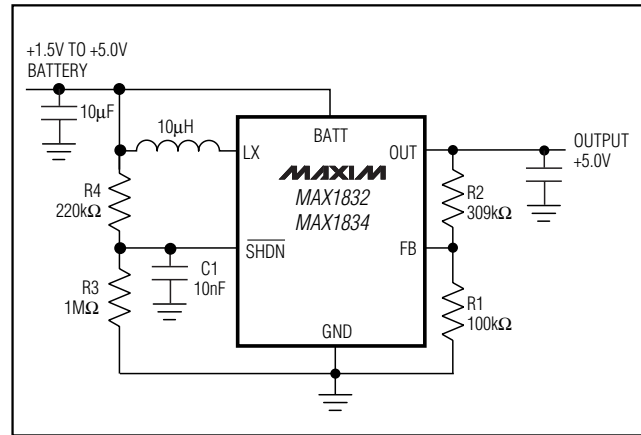 +1.5V TO +5.0V
BATTERY
10µF
10µH
LX
BATT
OUT
OUTPUT
+5.0V
MAXIM
MAX1832
MAX1834
R4
220kΩ
R2
309kΩ
SHDN
FB
C1
10nF
R3
1MΩ
R1
100kΩ
GND